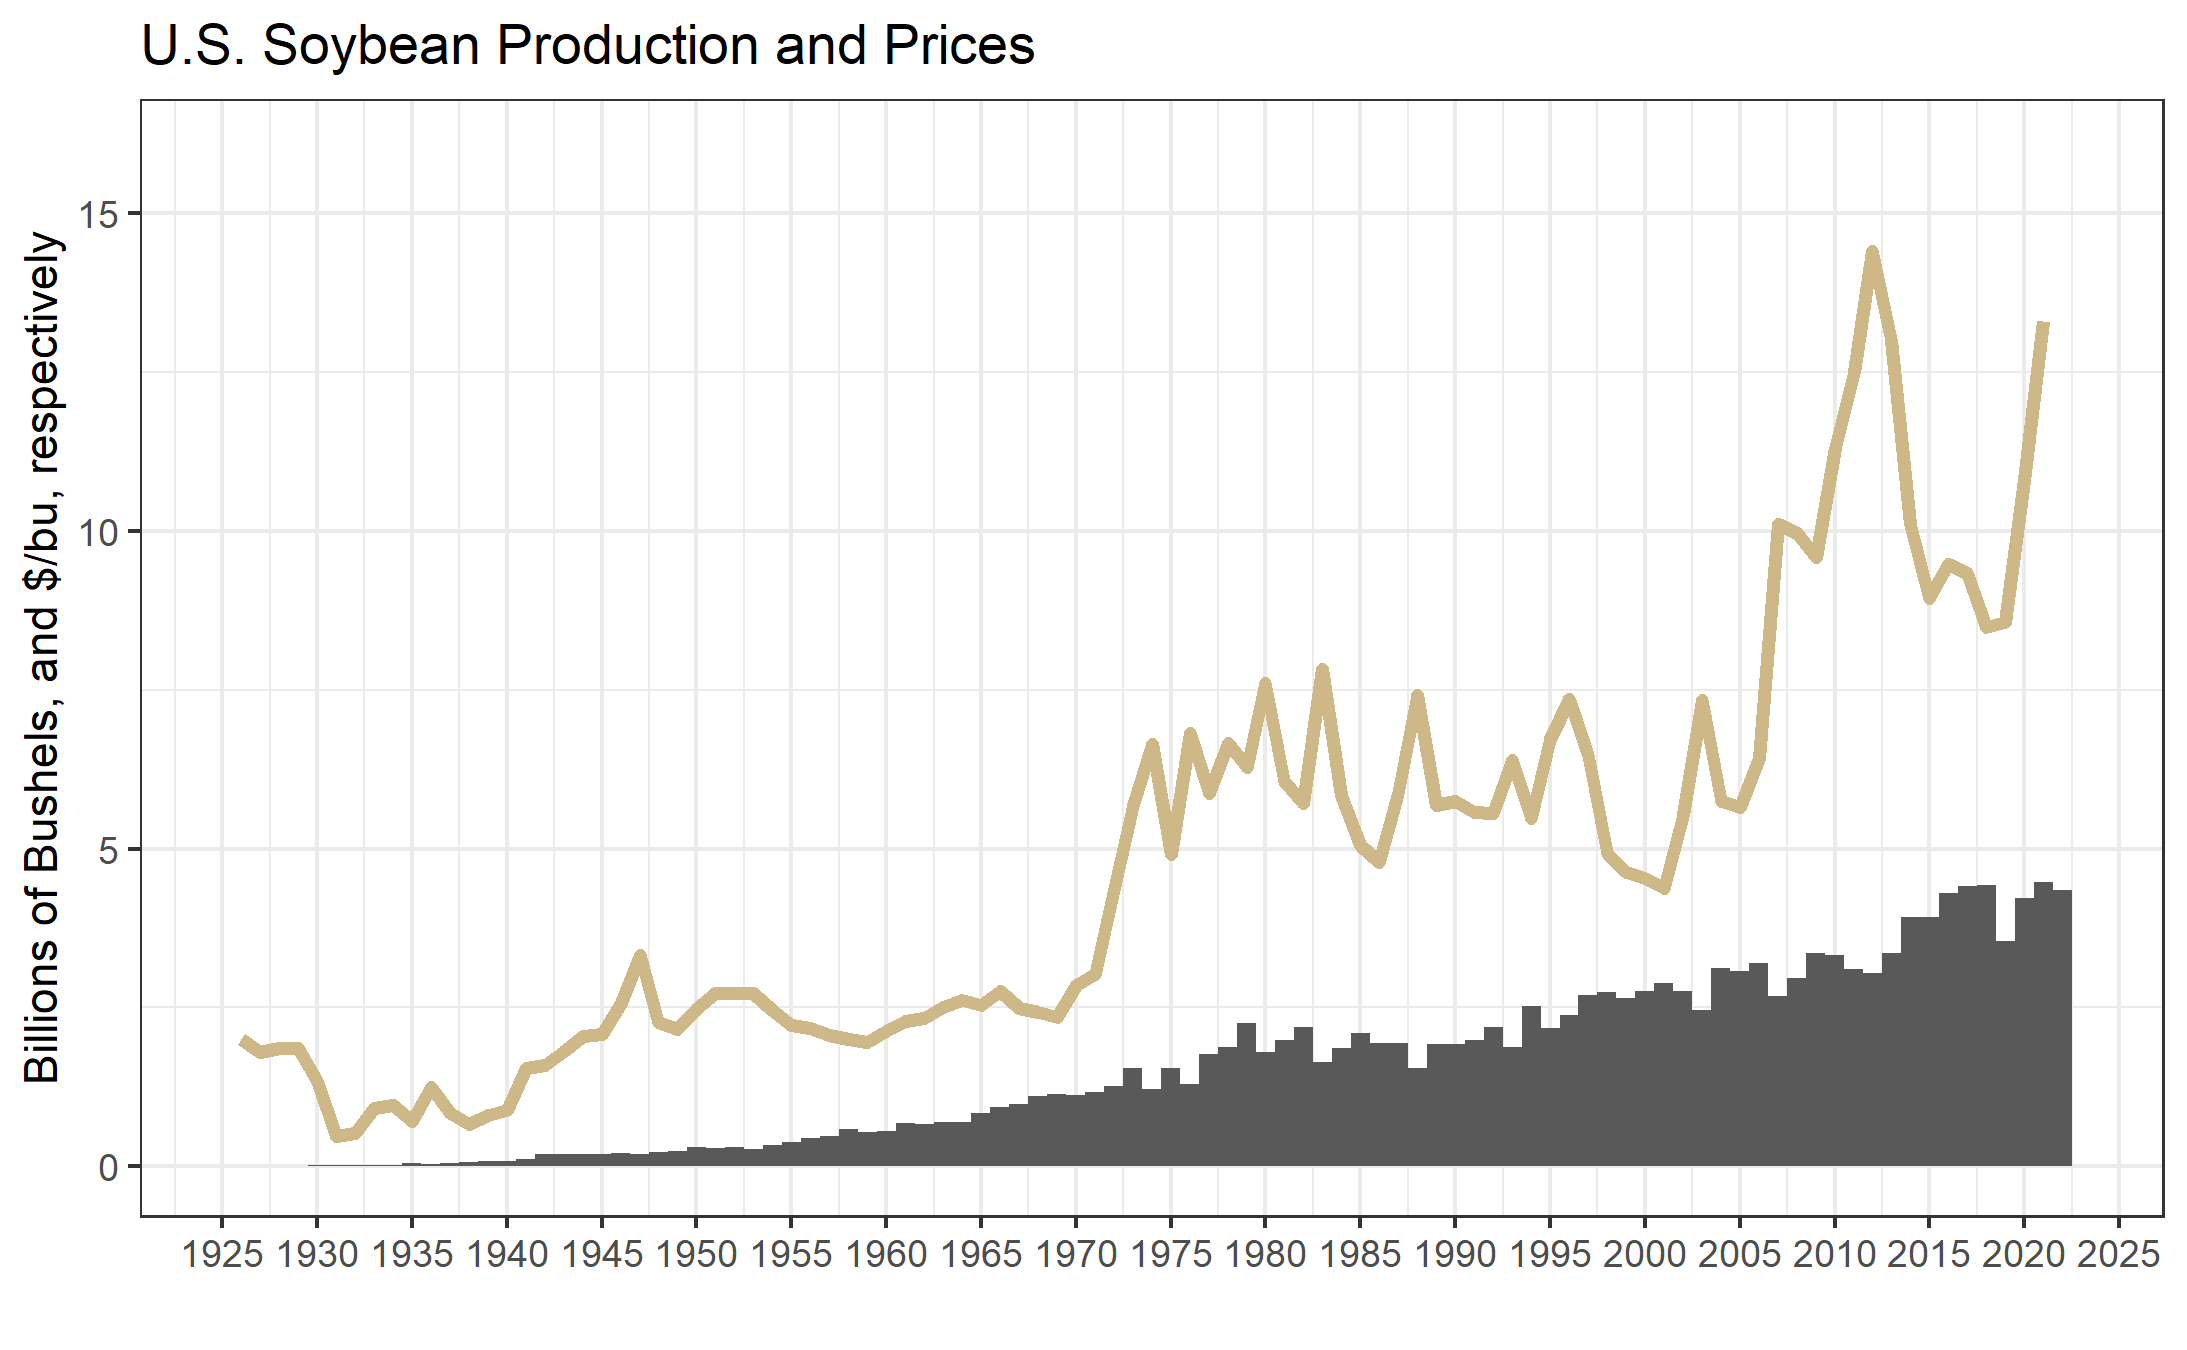 U.S. Soybean Production and Prices
Billions of Bushels, and $/bu, respectively
15
10
5
0
1925 1930 1935 1940 1945 1950 1955 1960 1965 1970 1975 1980 1985 1990 1995 2000 2005 2010 2015 2020 2025